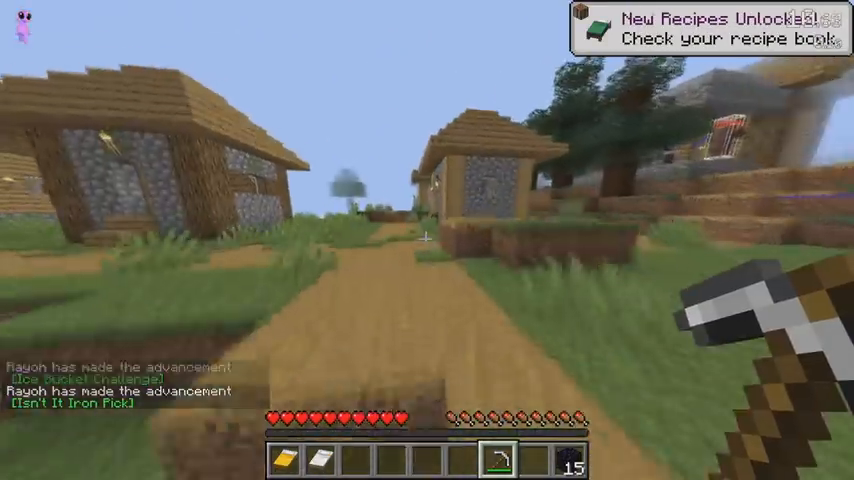 New Recipes Unlocked!
Check your recipe book.
Rayoh has made the advancement
[Ice Bucket Challenge]
Rayoh has made the advancement
[Isn't It Iron Pick]
15